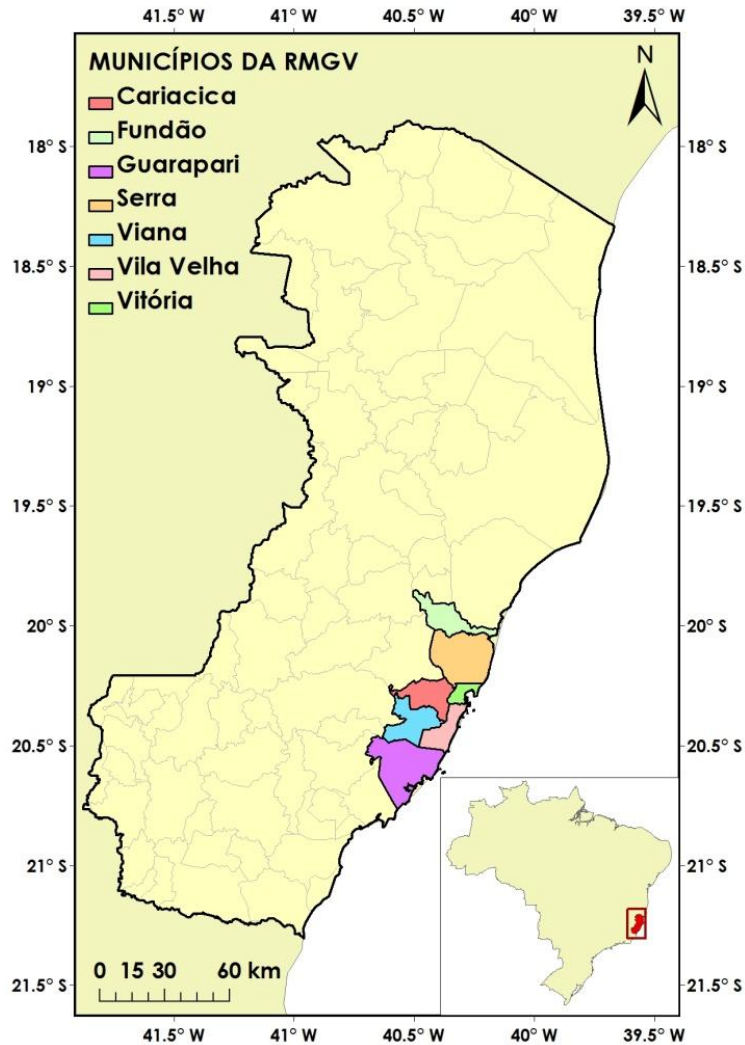 41.5° W 41° W 40.5° W 40° W 39.5° W
MUNICÍPIOS DA RMGV
Cariacica
Fundão
Guarapari
Serra
Viana
Vila Velha
Vitória
N
18° S 18° S
18.5° S 18.5° S
19° S 19° S
19.5° S 19.5° S
20° S 20° S
20.5° S 20.5° S
21° S 21° S
21.5° S 21.5° S
0 15 30 60 km
41.5° W 41° W 40.5° W 40° W 39.5° W